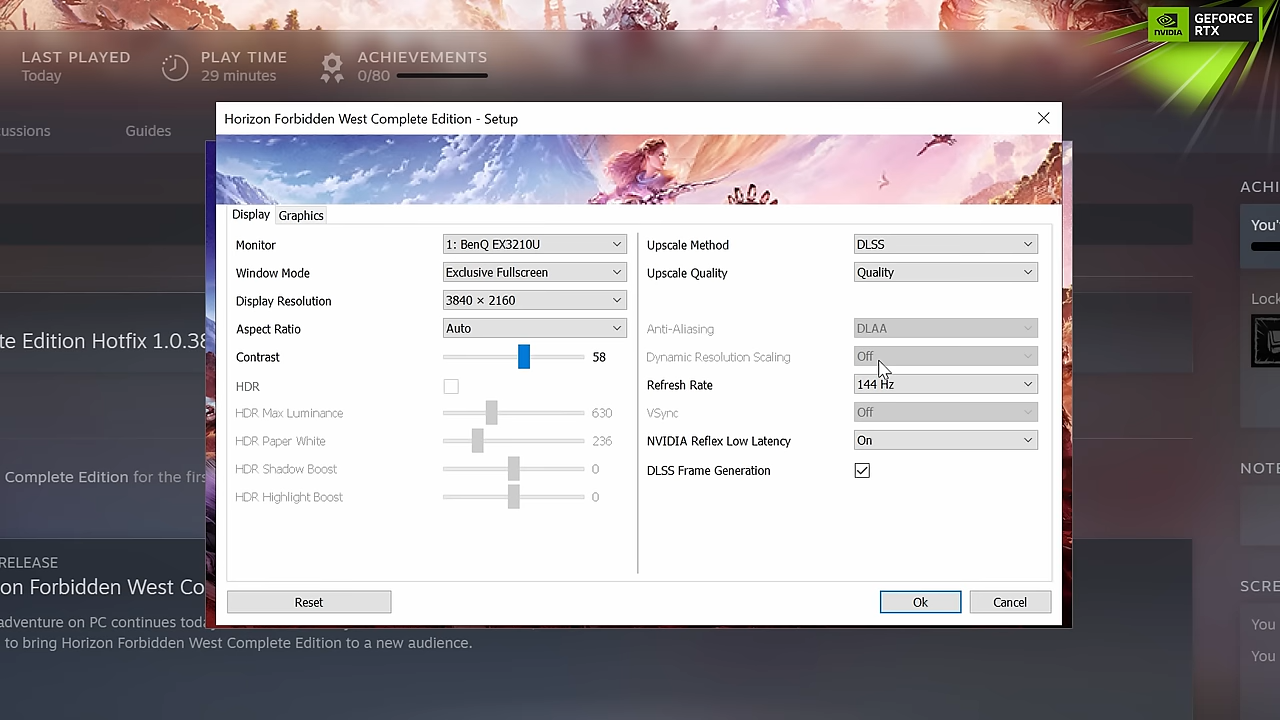 NVIDIA
GEFORCE
RTX
LAST PLAYED
Today
PLAY TIME
29 minutes
ACHIEVEMENTS
0/80
ussions
Guides
Horizon Forbidden West Complete Edition - Setup
Display
Graphics
Monitor
1: BenQ EX3210U
Window Mode
Exclusive Fullscreen
Display Resolution
3840 × 2160
Aspect Ratio
Auto
Contrast
58
HDR
HDR Max Luminance
630
HDR Paper White
236
HDR Shadow Boost
0
HDR Highlight Boost
0
Upscale Method
DLSS
Upscale Quality
Quality
Anti-Aliasing
DLAA
Dynamic Resolution Scaling
Off
Refresh Rate
144 Hz
VSync
Off
NVIDIA Reflex Low Latency
On
DLSS Frame Generation
Reset
Ok
Cancel
te Edition Hotfix 1.0.38
Complete Edition for the firs
RELEASE
on Forbidden West Co
adventure on PC continues toda
to bring Horizon Forbidden West Complete Edition to a new audience.
ACHI
You'
Lock
NOTE
SCRE
You
You